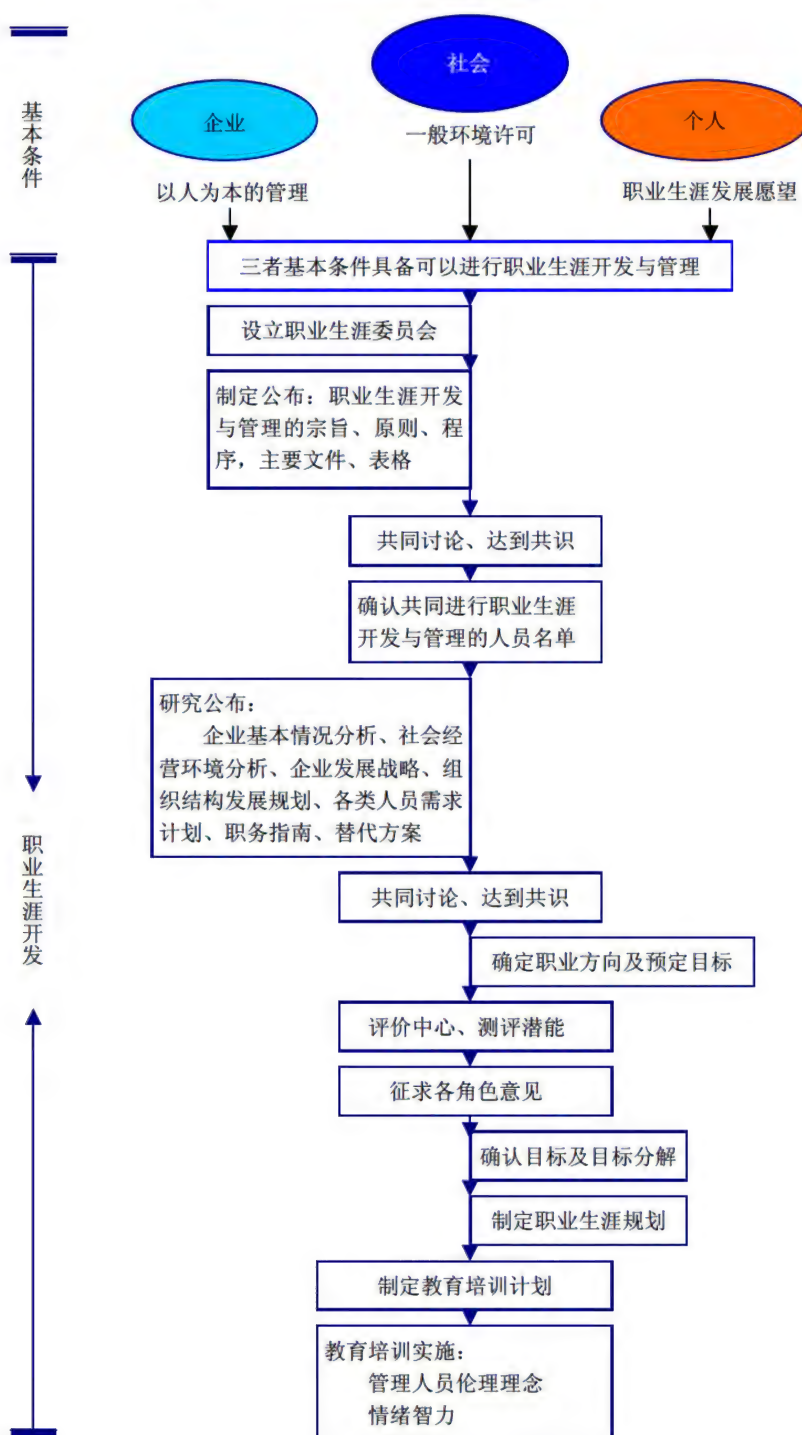 社会
企业
个人
一般环境许可
以人为本的管理
职业生涯发展愿望
基本条件
三者基本条件具备可以进行职业生涯开发与管理
设立职业生涯委员会
制定公布：职业生涯开发
与管理的宗旨、原则、程
序，主要文件、表格
共同讨论、达到共识
确认共同进行职业生涯
开发与管理的人员名单
研究公布：
企业基本情况分析、社会经
营环境分析、企业发展战略、组
织结构发展规划、各类人员需求
计划、职务指南、替代方案
职业生涯开发
共同讨论、达到共识
确定职业方向及预定目标
评价中心、测评潜能
征求各角色意见
确认目标及目标分解
制定职业生涯规划
制定教育培训计划
教育培训实施：
管理人员伦理理念
情绪智力